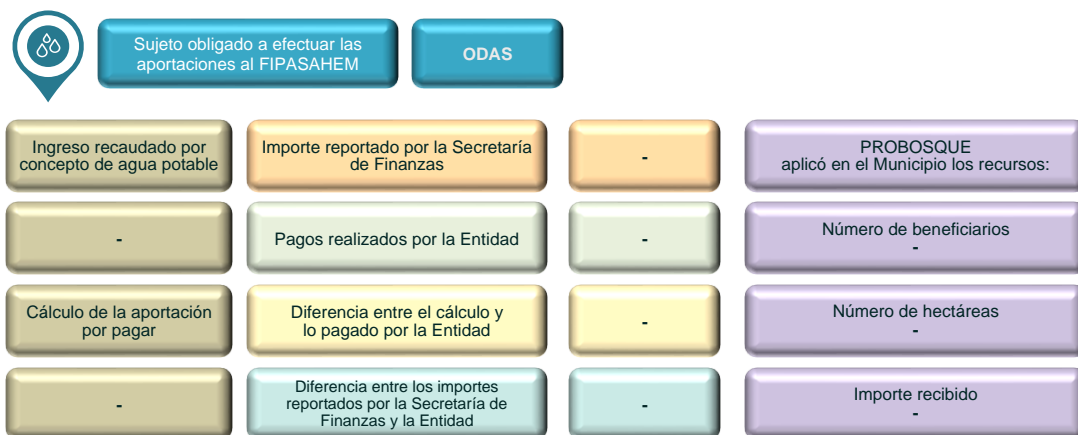 Sujeto obligado a efectuar las
aportaciones al FIPASAHEM
ODAS
Ingreso recaudado por
concepto de agua potable
Importe reportado por la Secretaría
de Finanzas
-
PROBOSQUE
aplicó en el Municipio los recursos:
-
Pagos realizados por la Entidad
-
Número de beneficiarios
-
Cálculo de la aportación
por pagar
Diferencia entre el cálculo y
lo pagado por la Entidad
-
Número de hectáreas
-
-
Diferencia entre los importes
reportados por la Secretaría de
Finanzas y la Entidad
-
Importe recibido
-